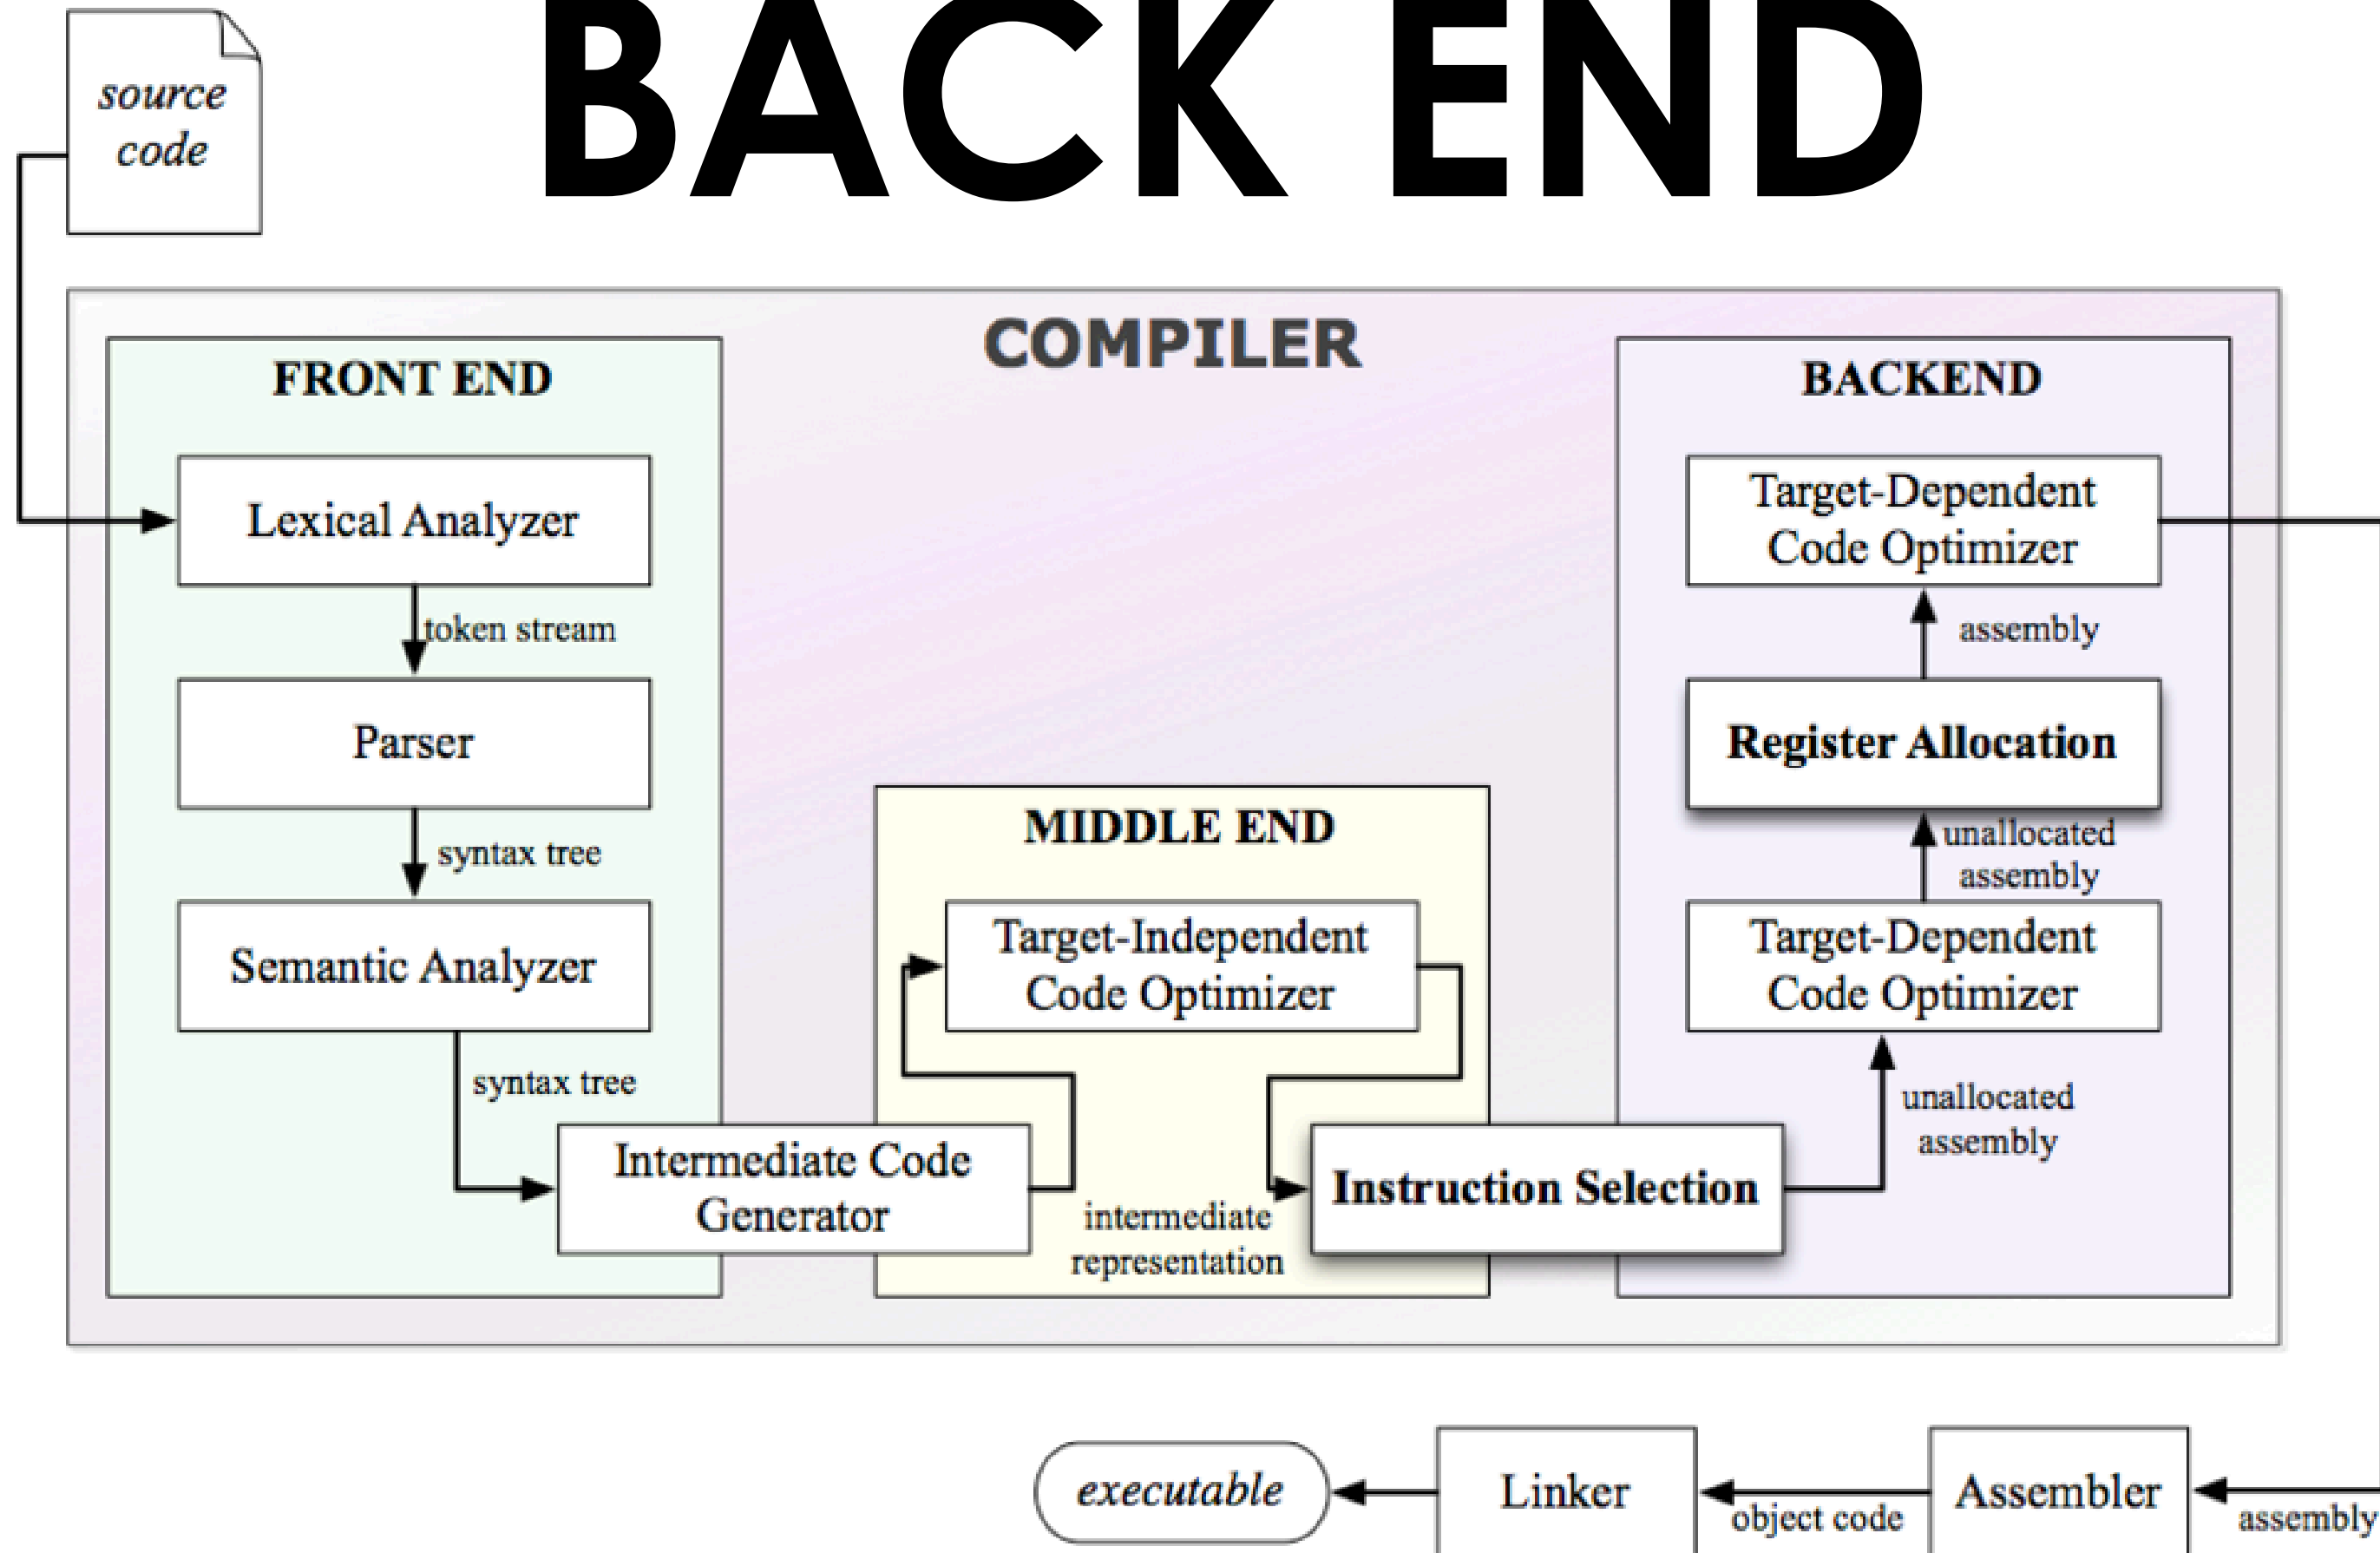 BACK END
source
code
COMPILER
FRONT END
Lexical Analyzer
token stream
Parser
syntax tree
Semantic Analyzer
syntax tree
Intermediate Code
Generator
MIDDLE END
Target-Independent
Code Optimizer
intermediate
representation
Instruction Selection
BACKEND
Target-Dependent
Code Optimizer
assembly
Register Allocation
unallocated
assembly
Target-Dependent
Code Optimizer
unallocated
assembly
executable
Linker
object code
Assembler
assembly